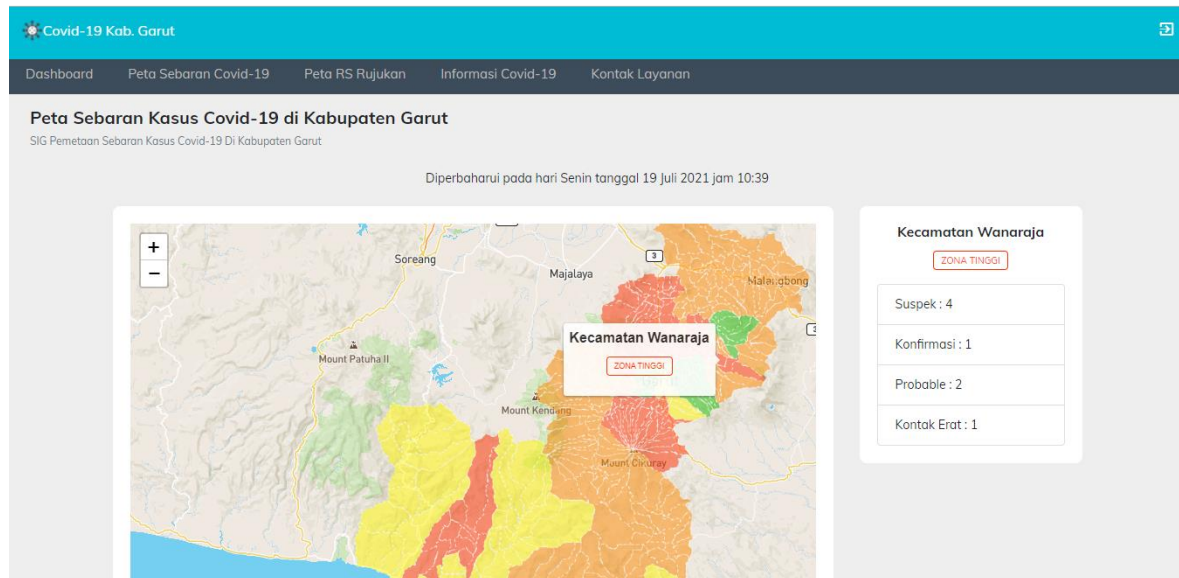 Covid-19 Kab. Garut
Dashboard Peta Sebaran Covid-19 Peta RS Rujukan Informasi Covid-19 Kontak Layanan
Peta Sebaran Kasus Covid-19 di Kabupaten Garut
SIG Pemetaan Sebaran Kasus Covid-19 Di Kabupaten Garut
Diperbaharui pada hari Senin tanggal 19 Juli 2021 jam 10:39
+
−
Soreang
Majalaya
3
Malangbong
Mount Patuha II
Kecamatan Wanaraja
ZONA TINGGI
Mount Kendang
Mount Cikuray
Kecamatan Wanaraja
ZONA TINGGI
Suspek : 4
Konfirmasi : 1
Probable : 2
Kontak Erat : 1